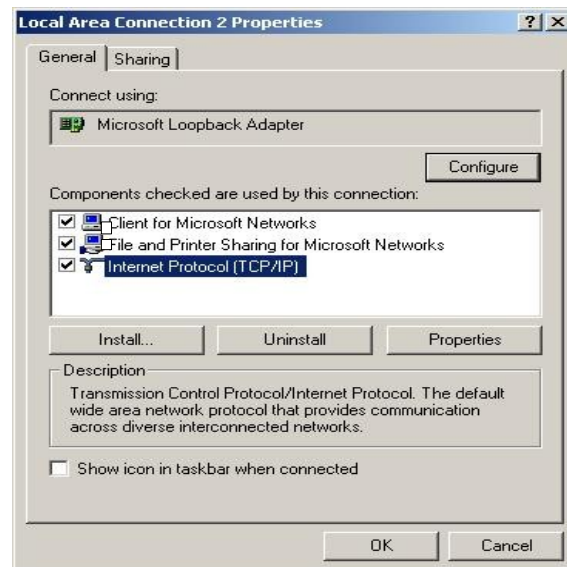 Local Area Connection 2 Properties
? X
General Sharing
Connect using:
Microsoft Loopback Adapter
Configure
Components checked are used by this connection:
Client for Microsoft Networks
File and Printer Sharing for Microsoft Networks
Internet Protocol (TCP/IP)
Install... Uninstall Properties
Description
Transmission Control Protocol/Internet Protocol. The default
wide area network protocol that provides communication
across diverse interconnected networks.
Show icon in taskbar when connected
OK Cancel